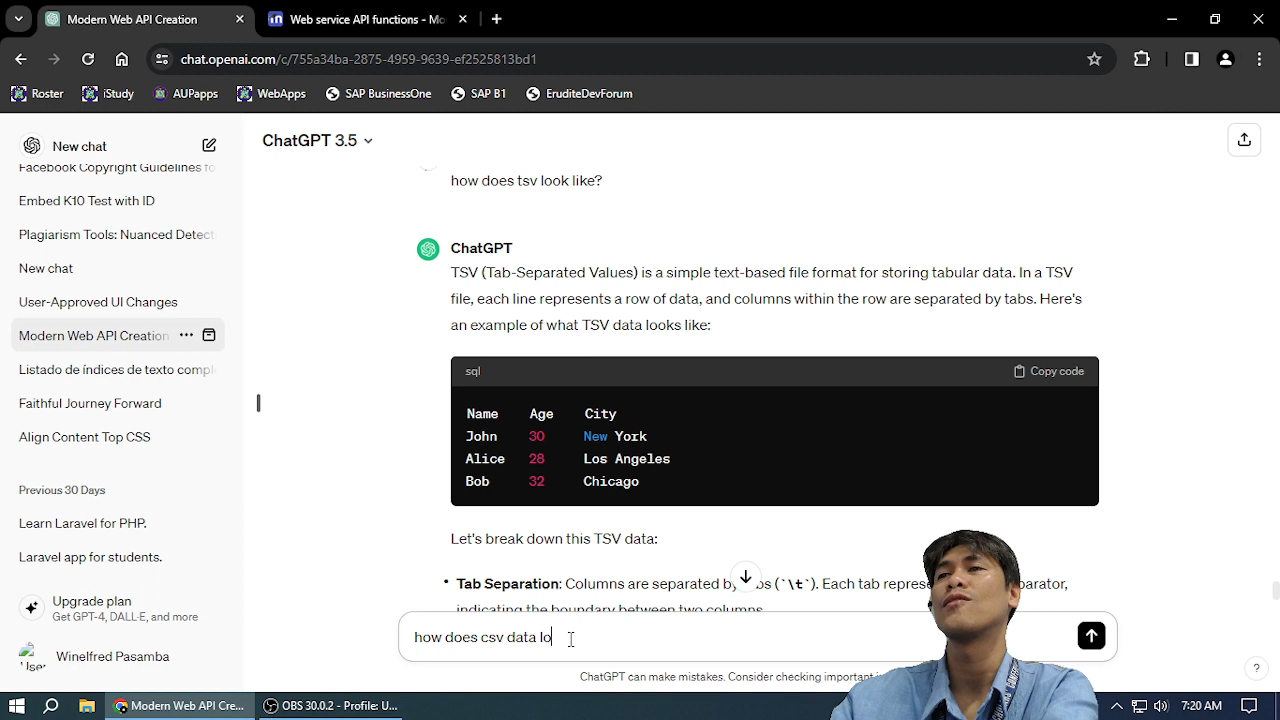 Modern Web API Creation
Web service API functions - Mo
chat.openai.com/c/755a34ba-2875-4959-9639-ef2525813bd1
Roster
iStudy
AUPapps
WebApps
SAP BusinessOne
SAP B1
EruditeDevForum
New chat
Facebook Copyright Guidelines fo
Embed K10 Test with ID
Plagiarism Tools: Nuanced Detect
New chat
User-Approved UI Changes
Modern Web API Creation
Listado de índices de texto compl
Faithful Journey Forward
Align Content Top CSS
Previous 30 Days
Learn Laravel for PHP.
Laravel app for students.
Upgrade plan
Get GPT-4, DALL·E, and more
Winelfred Pasamba
ChatGPT 3.5
how does tsv look like?
ChatGPT
TSV (Tab-Separated Values) is a simple text-based file format for storing tabular data. In a TSV
file, each line represents a row of data, and columns within the row are separated by tabs. Here's
an example of what TSV data looks like:
sql
Copy code
Name Age City
John 30 New York
Alice 28 Los Angeles
Bob 32 Chicago
Let's break down this TSV data:
• Tab Separation: Columns are separated by (`\t`). Each tab
indicating the boundary between two columns.
how does csv data lo
ChatGPT can make mistakes. Consider checking important
?
Modern Web API Cre...
OBS 30.0.2 - Profile: U...
7:20 AM